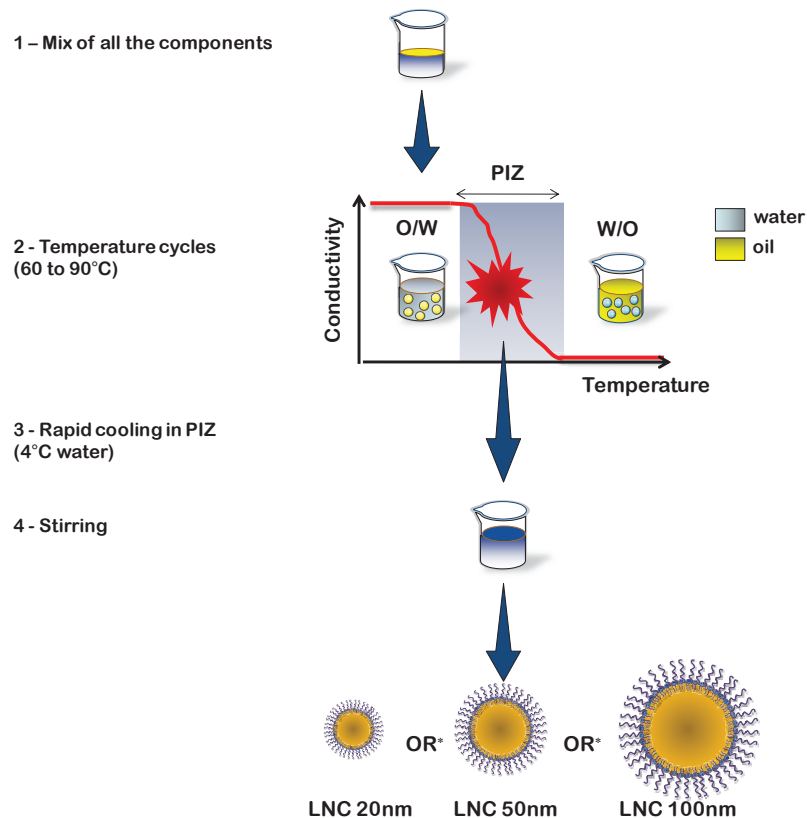 1 – Mix of all the components
PIZ
O/W
W/O
water
oil
2 - Temperature cycles
(60 to 90°C)
Conductivity
Temperature
3 - Rapid cooling in PIZ
(4°C water)
4 - Stirring
OR*
OR*
LNC 20nm
LNC 50nm
LNC 100nm